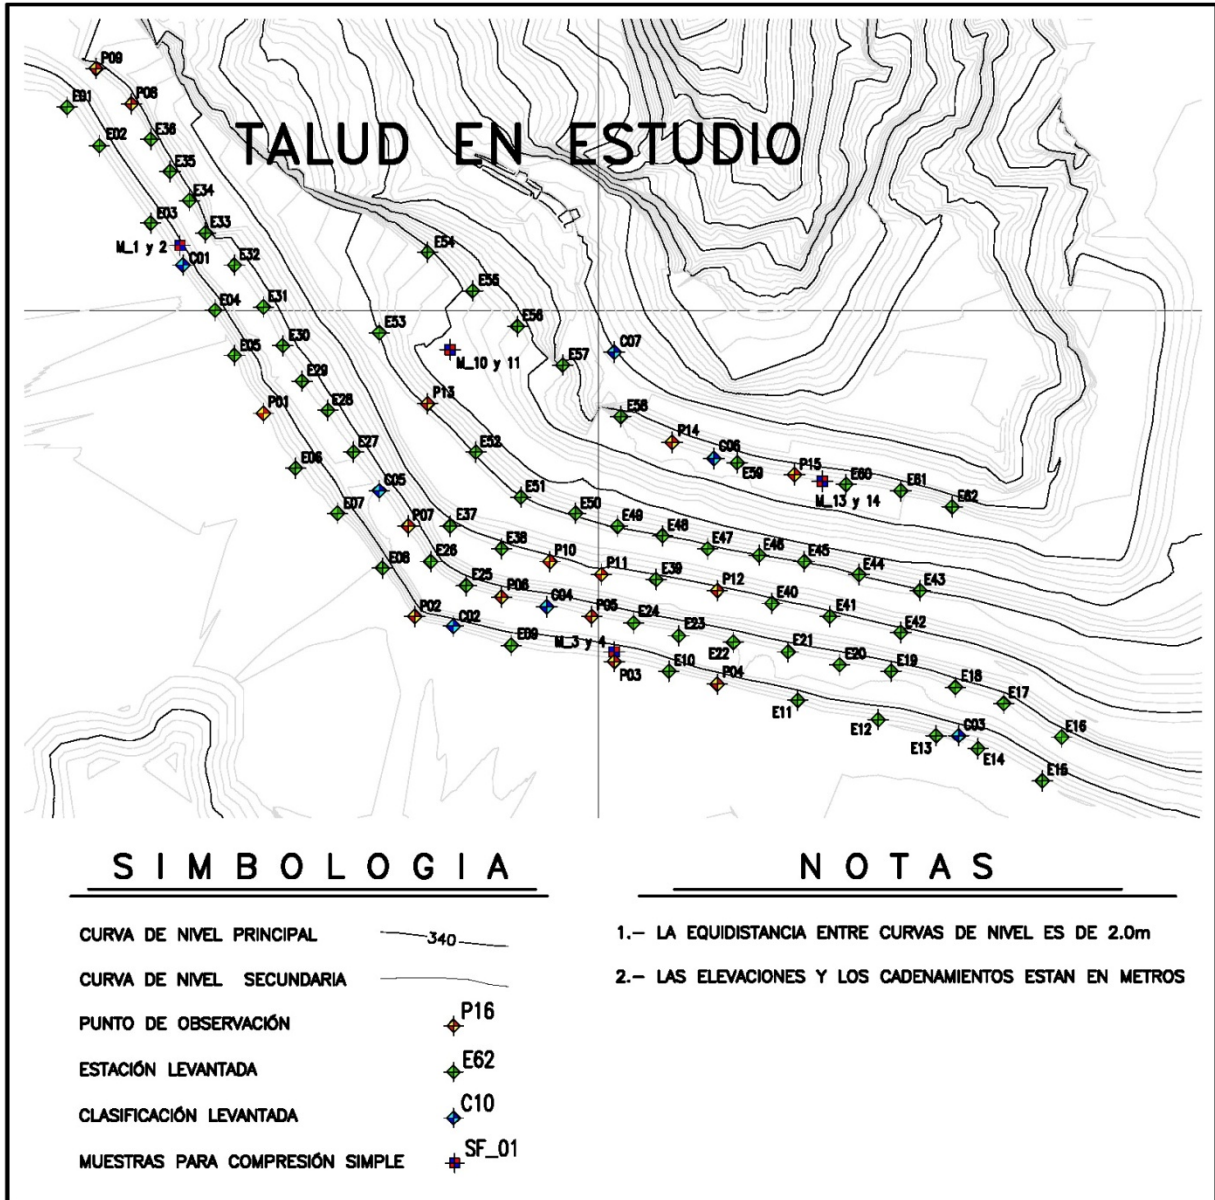 P09
E01
P08
E02
E36
TALUD EN ESTUDIO
E35
E34
E03
E33
M_1 y 2
C01
E32
E54
E55
E04
E31
E56
E53
E30
E05
C07
M_10 y 11
E57
E29
P13
E28
P01
E58
P14
E27
E52
C06
E59
E06
P15
E60
M_13 y 14
E61
E62
C05
E51
E07
E50
P07
E37
E49
E48
E38
E47
E46
E45
E26
P10
E08
P11
E39
E44
E43
E25
P06
C04
P12
E40
P02
C02
P05
E24
E41
E42
E09
M_3 y 4
E23
E22
E21
P03
E10
P04
E20
E19
E18
E11
E17
E12
E13
C03
E14
E16
E15
SIMBOLOGIA
NOTAS
CURVA DE NIVEL PRINCIPAL 340
1.- LA EQUIDISTANCIA ENTRE CURVAS DE NIVEL ES DE 2.0m
CURVA DE NIVEL SECUNDARIA
2.- LAS ELEVACIONES Y LOS CADENAMIENTOS ESTAN EN METROS
PUNTO DE OBSERVACIÓN P16
ESTACIÓN LEVANTADA E62
CLASIFICACIÓN LEVANTADA C10
MUESTRAS PARA COMPRESIÓN SIMPLE SF_01